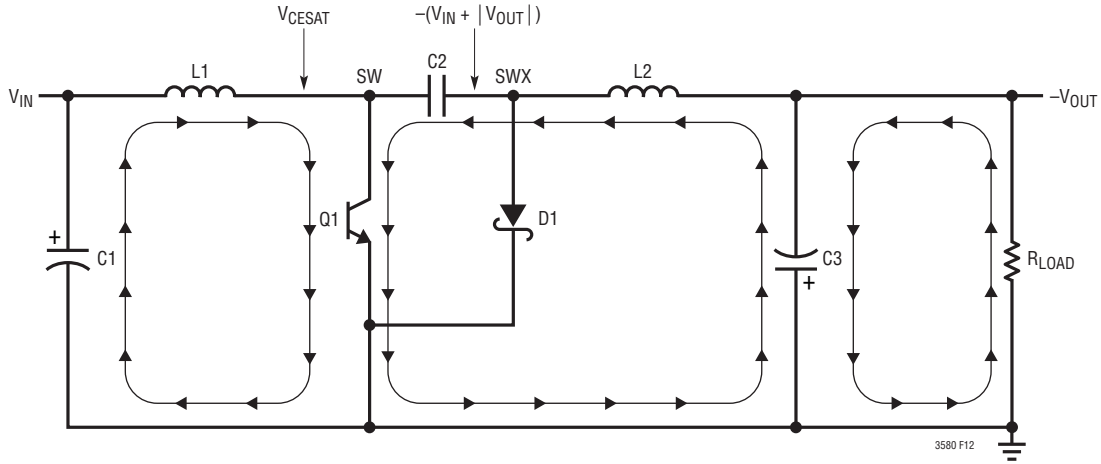 VCESAT
–(VIN + |VOUT|)
L1
SW
C2
SWX
L2
VIN
–VOUT
Q1
D1
+
C1
C3
+
RLOAD
3580 F12